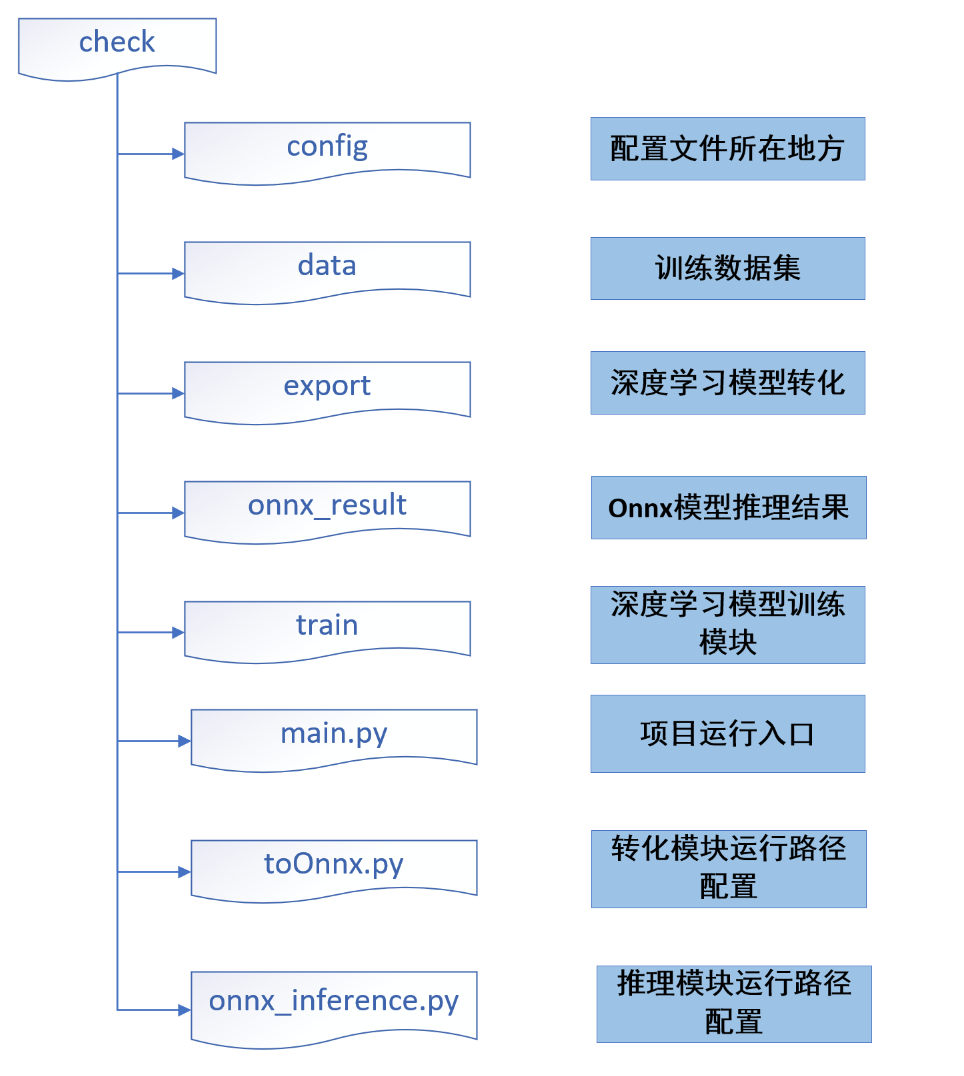 check
config
配置文件所在地方
data
训练数据集
export
深度学习模型转化
onnx_result
Onnx模型推理结果
train
深度学习模型训练
模块
main.py
项目运行入口
toOnnx.py
转化模块运行路径
配置
onnx_inference.py
推理模块运行路径
配置